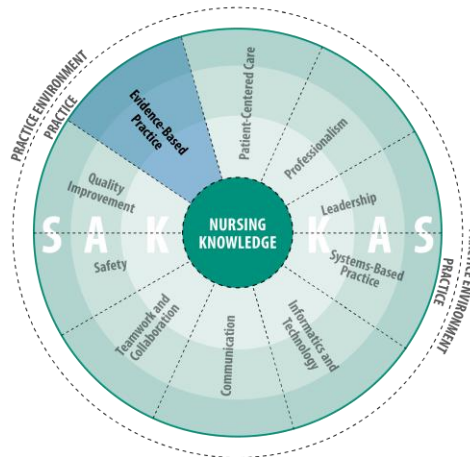 PRACTICE ENVIRONMENT
PRACTICE
Evidence-Based
Practice
Patient-Centered Care
Professionalism
Leadership
Systems-Based
Practice
Informatics and
Technology
Communication
Teamwork and
Collaboration
Safety
Quality
Improvement
S A K
NURSING
KNOWLEDGE
K A S
PRACTICE
ENVIRONMENT